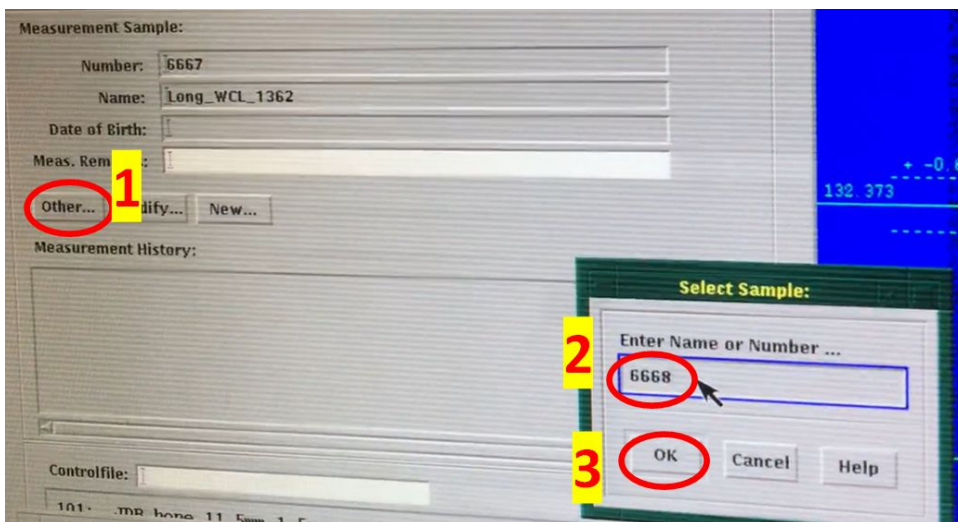 Measurement Sample:
Number: 6667
Name: Long_WCL_1362
Date of Birth:
Meas. Rem :
1
Other... dify... New...
Measurement History:
+ -0.
132.373
Select Sample:
Enter Name or Number ...
2
6668
3
OK Cancel Help
Controlfile:
101: